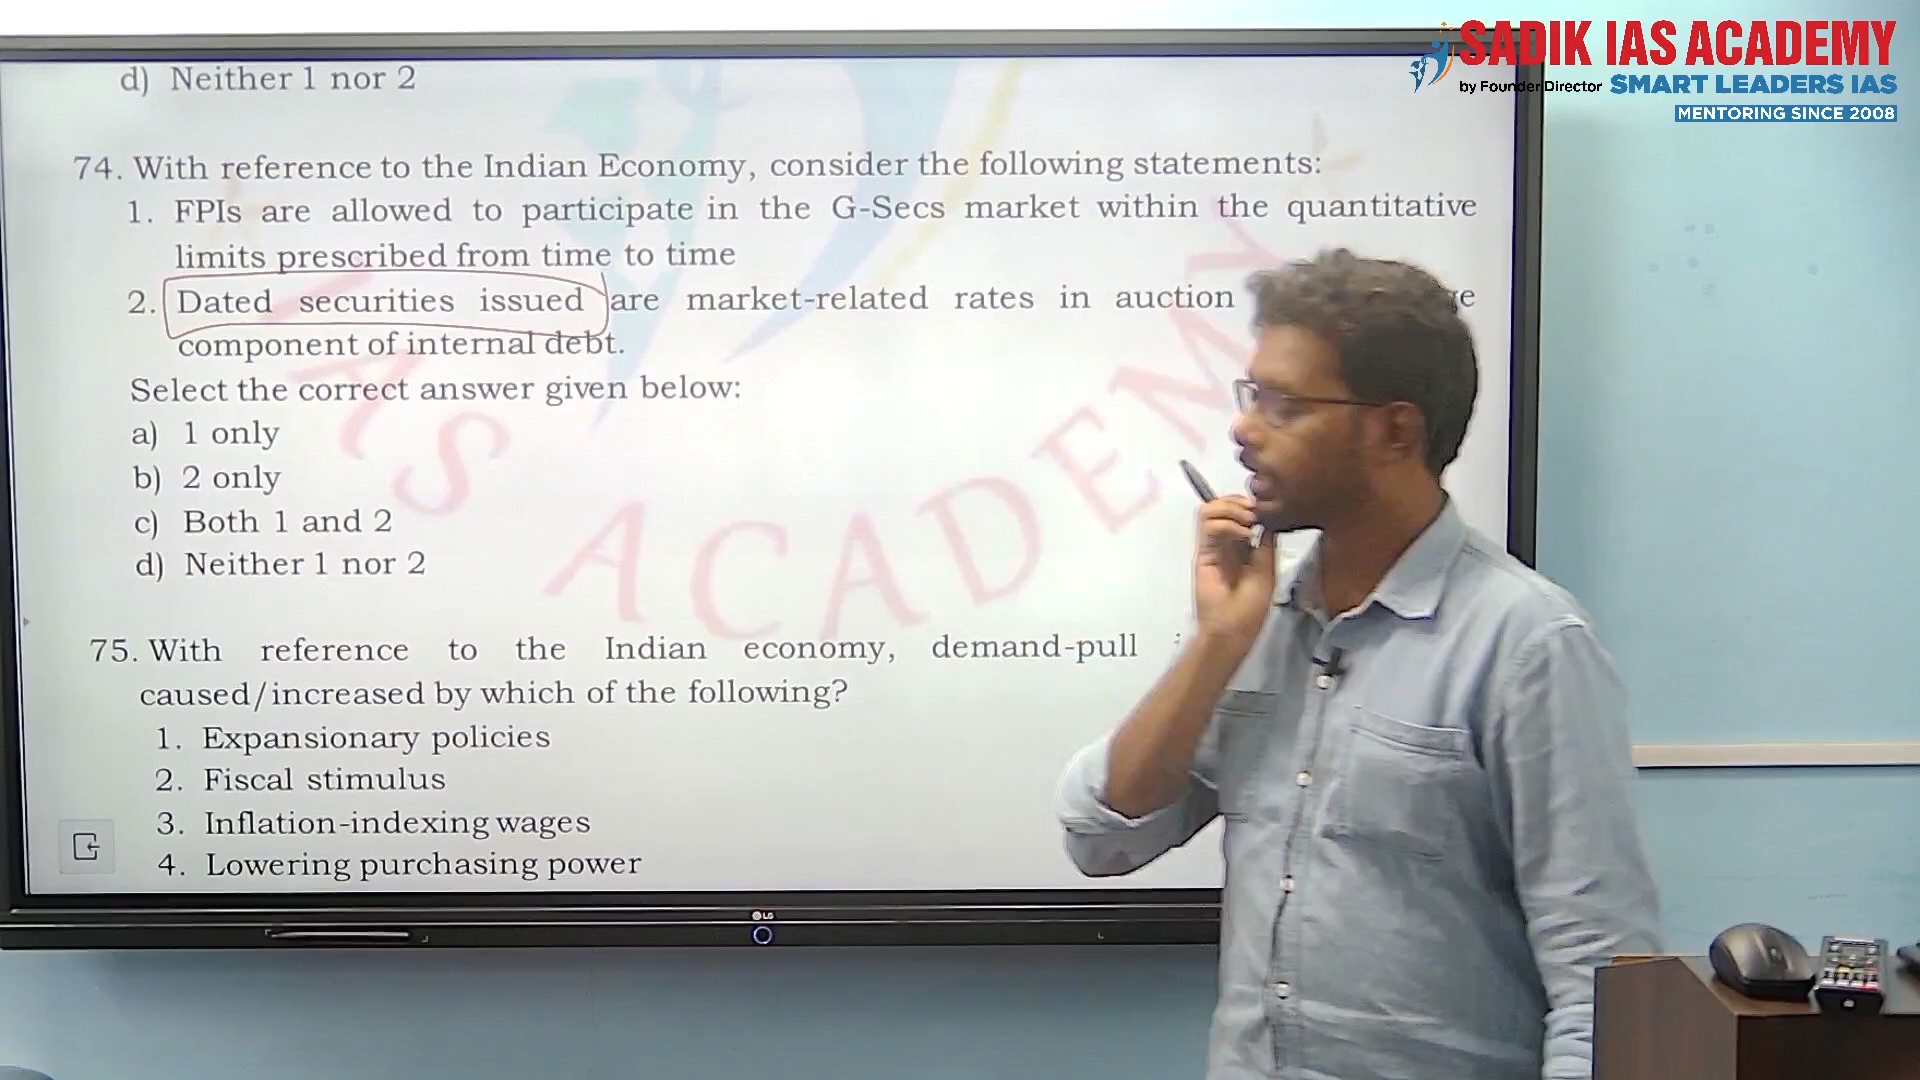 SADIK IAS ACADEMY
by Founder Director SMART LEADERS IAS
MENTORING SINCE 2008
d) Neither 1 nor 2
74. With reference to the Indian Economy, consider the following statements:
1. FPIs are allowed to participate in the G-Secs market within the quantitative
limits prescribed from time to time
2. Dated securities issued are market-related rates in auction
component of internal debt.
Select the correct answer given below:
a) 1 only
b) 2 only
c) Both 1 and 2
d) Neither 1 nor 2
75. With reference to the Indian economy, demand-pull
caused/increased by which of the following?
1. Expansionary policies
2. Fiscal stimulus
3. Inflation-indexing wages
4. Lowering purchasing power
IAS ACADEMY
LG